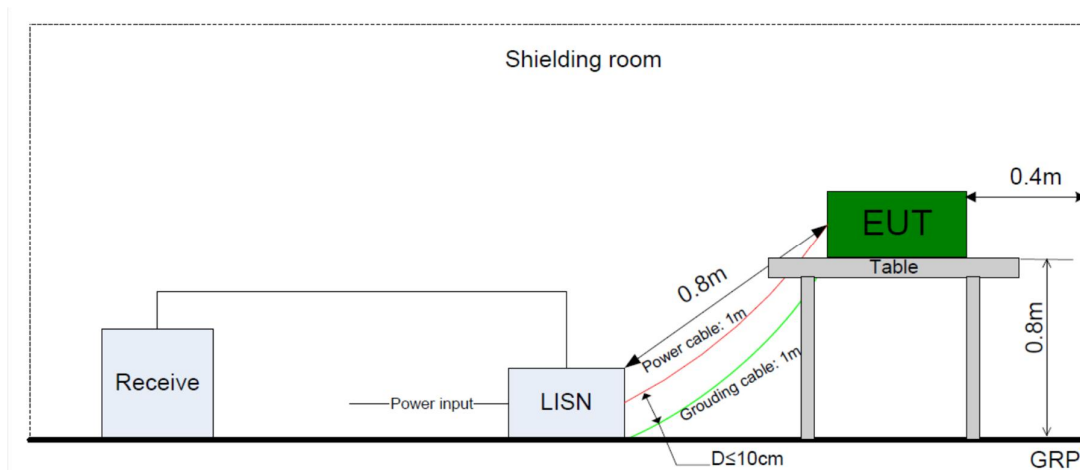 Shielding room
0.4m
EUT
Table
0.8m
0.8m
Power cable: 1m
Grouding cable: 1m
Receive
Power input
LISN
D≤10cm
GRP